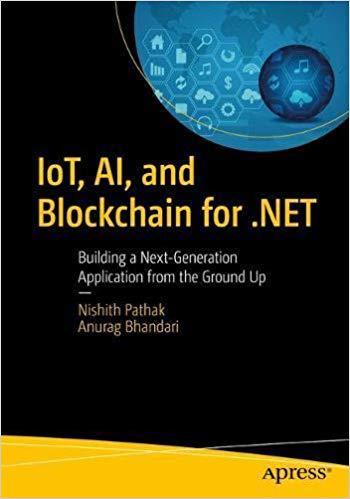 IoT, AI, and
Blockchain for .NET
Building a Next-Generation
Application from the Ground Up
—
Nishith Pathak
Anurag Bhandari
Apress®